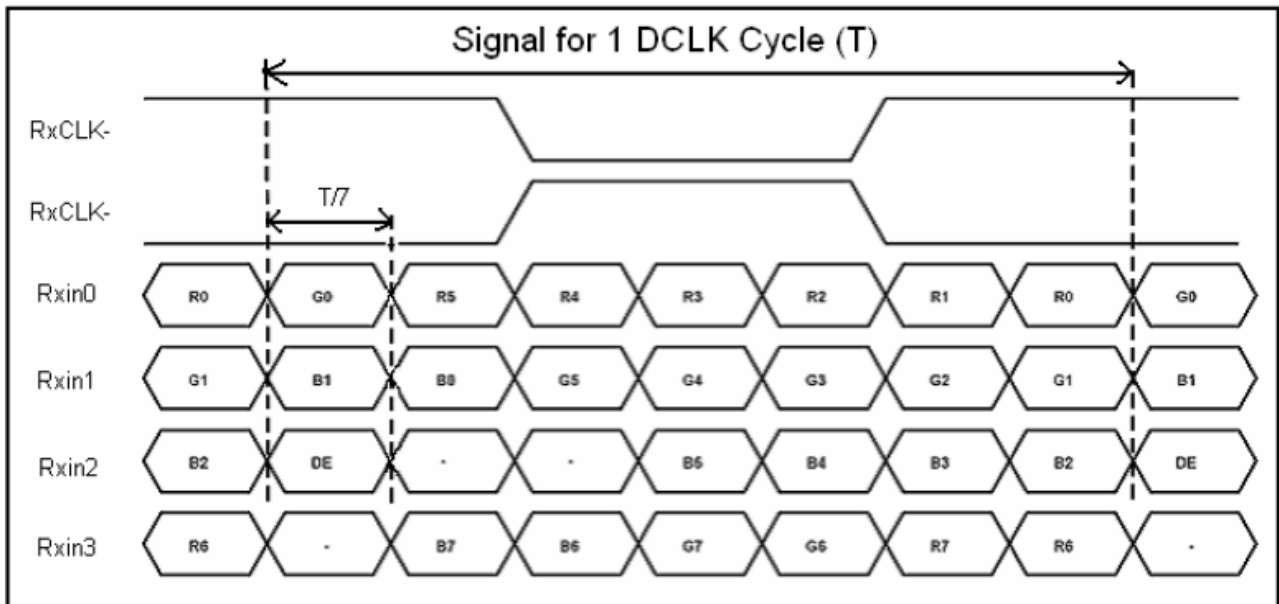 Signal for 1 DCLK Cycle (T)
RxCLK-
T/7
RxCLK-
Rxin0 R0 G0 R5 R4 R3 R2 R1 R0 G0
Rxin1 G1 B1 B0 G5 G4 G3 G2 G1 B1
Rxin2 B2 DE - - B5 B4 B3 B2 DE
Rxin3 R6 - B7 B6 G7 G6 R7 R6 -